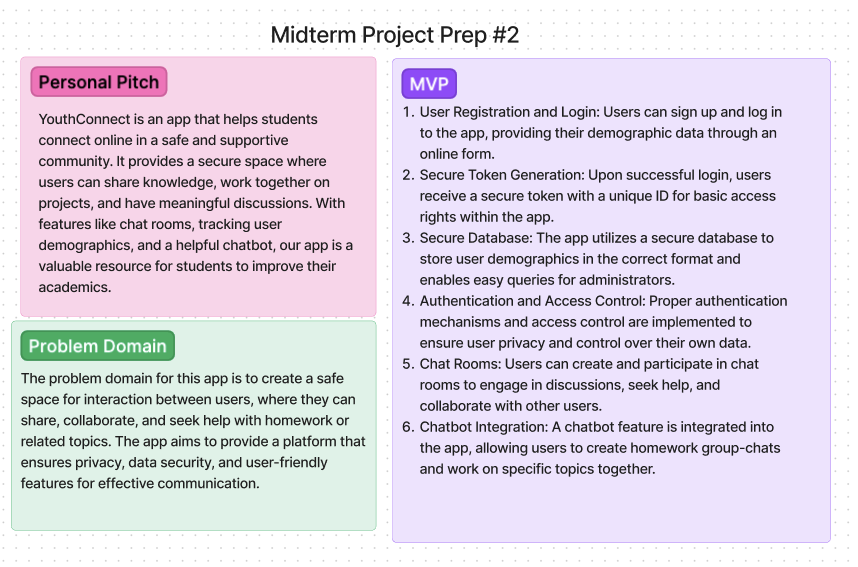 Midterm Project Prep #2
Personal Pitch
YouthConnect is an app that helps students
connect online in a safe and supportive
community. It provides a secure space where
users can share knowledge, work together on
projects, and have meaningful discussions. With
features like chat rooms, tracking user
demographics, and a helpful chatbot, our app is a
valuable resource for students to improve their
academics.
Problem Domain
The problem domain for this app is to create a safe
space for interaction between users, where they can
share, collaborate, and seek help with homework or
related topics. The app aims to provide a platform that
ensures privacy, data security, and user-friendly
features for effective communication.
MVP
1. User Registration and Login: Users can sign up and log in
to the app, providing their demographic data through an
online form.
2. Secure Token Generation: Upon successful login, users
receive a secure token with a unique ID for basic access
rights within the app.
3. Secure Database: The app utilizes a secure database to
store user demographics in the correct format and
enables easy queries for administrators.
4. Authentication and Access Control: Proper authentication
mechanisms and access control are implemented to
ensure user privacy and control over their own data.
5. Chat Rooms: Users can create and participate in chat
rooms to engage in discussions, seek help, and
collaborate with other users.
6. Chatbot Integration: A chatbot feature is integrated into
the app, allowing users to create homework group-chats
and work on specific topics together.